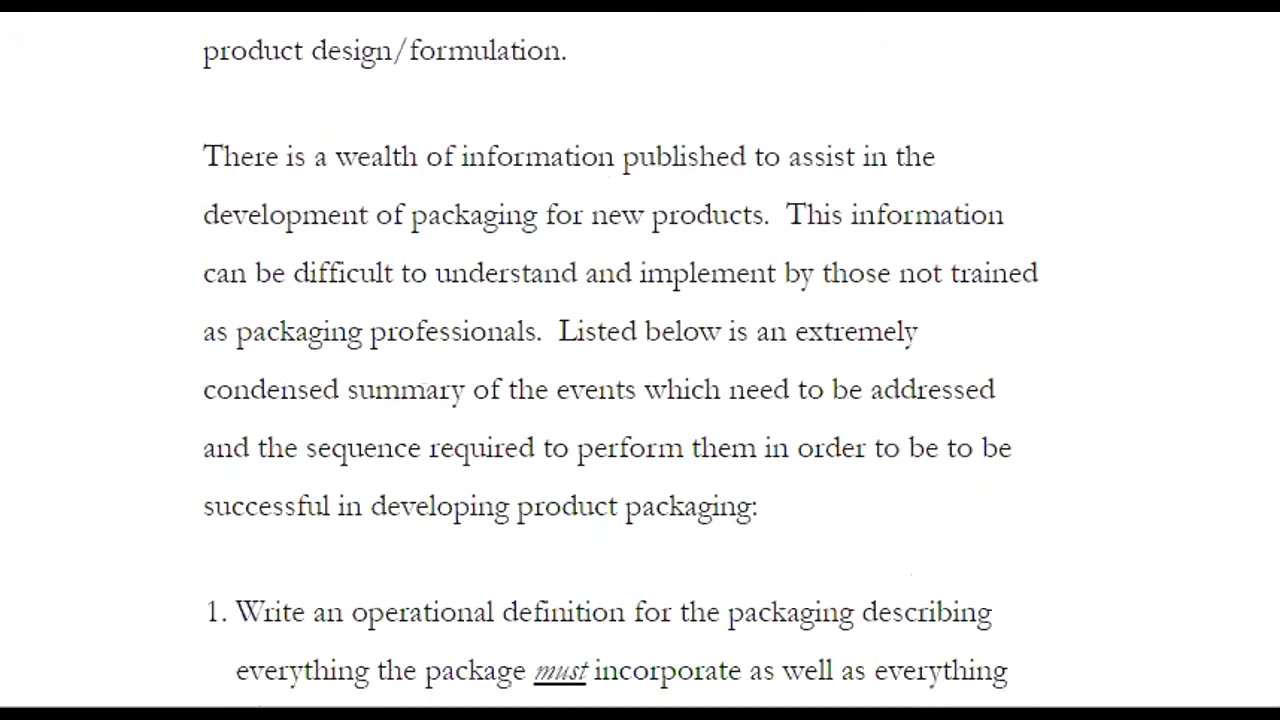 product design/formulation.
There is a wealth of information published to assist in the
development of packaging for new products.  This information
can be difficult to understand and implement by those not trained
as packaging professionals.  Listed below is an extremely
condensed summary of the events which need to be addressed
and the sequence required to perform them in order to be to be
successful in developing product packaging:
1. Write an operational definition for the packaging describing
everything the package must incorporate as well as everything